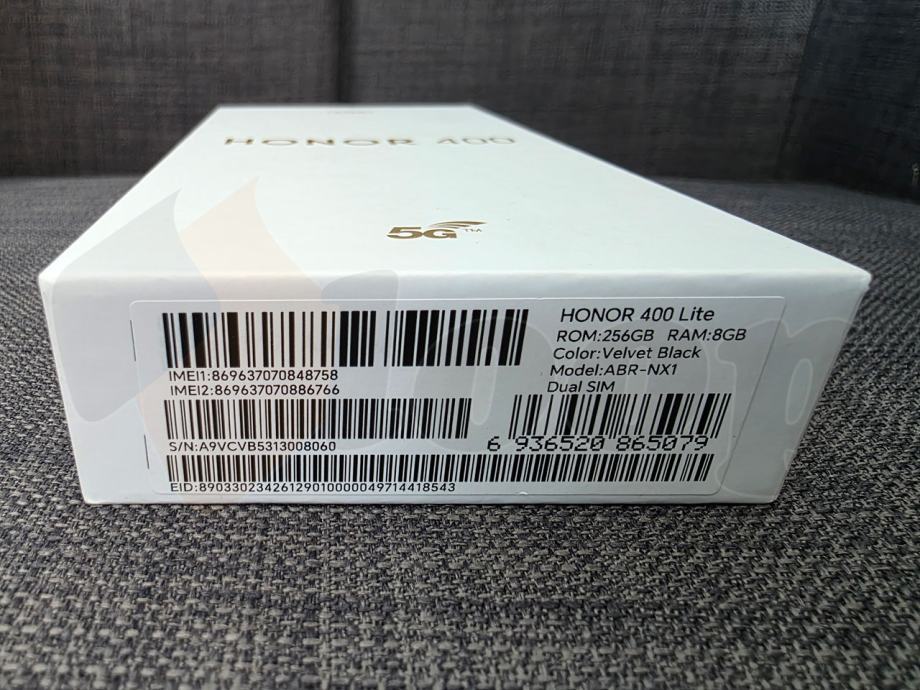 HONOR 400
5G™
HONOR 400 Lite
ROM:256GB RAM:8GB
Color:Velvet Black
Model:ABR-NX1
Dual SIM
IMEI1:869637070848758
IMEI2:869637070886766
S/N:A9VCVB5313008060
6 936520 865079
EID:89033023426129010000049714418543